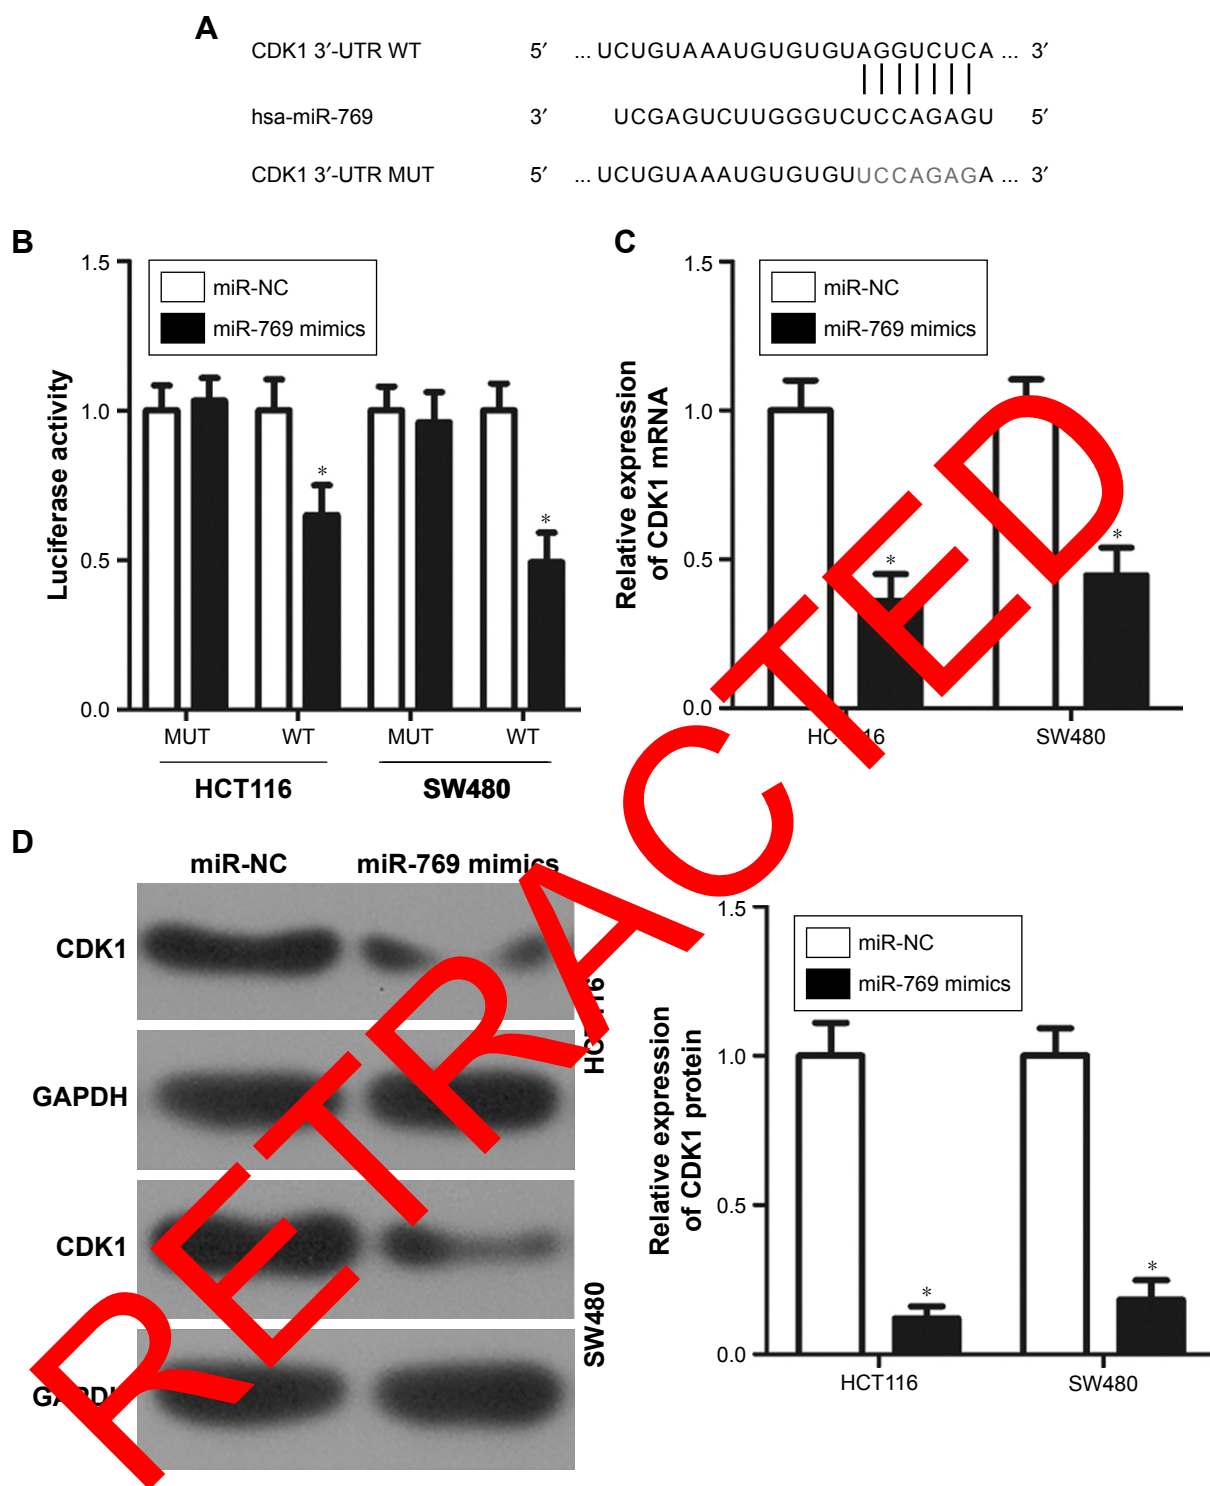 A
CDK1 3′-UTR WT 5′ ... UCUGUAAAUGUGUGUAGGUCUCA ... 3′
hsa-miR-769 3′ UCGAGUCUUGGGUCUCCAGAGU 5′
CDK1 3′-UTR MUT 5′ ... UCUGUAAAUGUGUGUUCCAGAGA ... 3′
B
1.5
1.0
0.5
0.0
Luciferase activity
miR-NC
miR-769 mimics
*
*
MUT WT MUT WT
HCT116 SW480
C
1.5
1.0
0.5
0.0
Relative expression
of CDK1 mRNA
miR-NC
miR-769 mimics
*
*
HCT116 SW480
D
miR-NC miR-769 mimics
CDK1
GAPDH
HCT116
CDK1
GAPDH
SW480
1.5
1.0
0.5
0.0
Relative expression
of CDK1 protein
miR-NC
miR-769 mimics
*
*
HCT116 SW480
RETRACTED